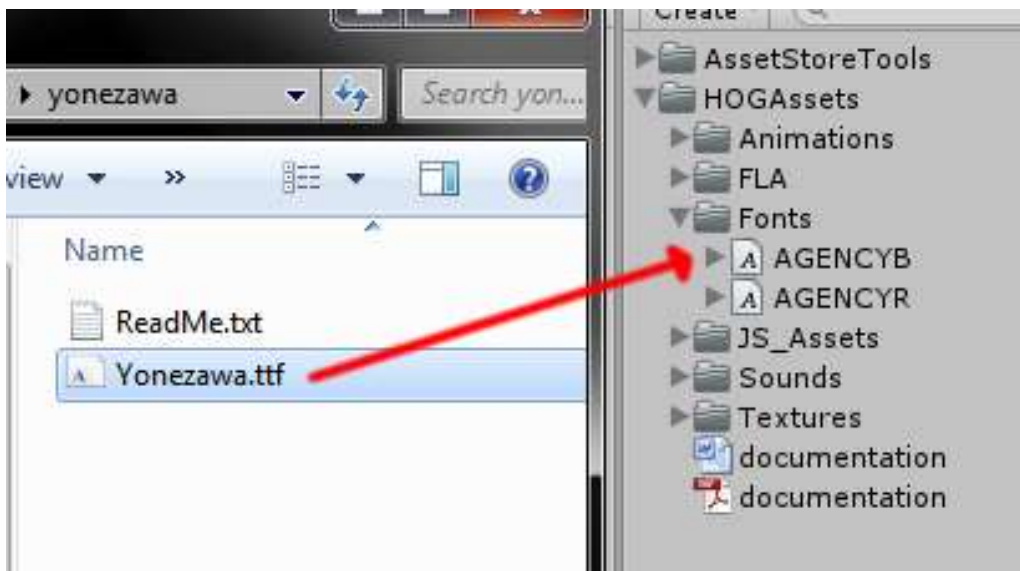 yonezawa
Search yon...
view
»
Name
ReadMe.txt
Yonezawa.ttf
Create
AssetStoreTools
HOGAssets
Animations
FLA
Fonts
AGENCYB
AGENCYR
JS_Assets
Sounds
Textures
documentation
documentation